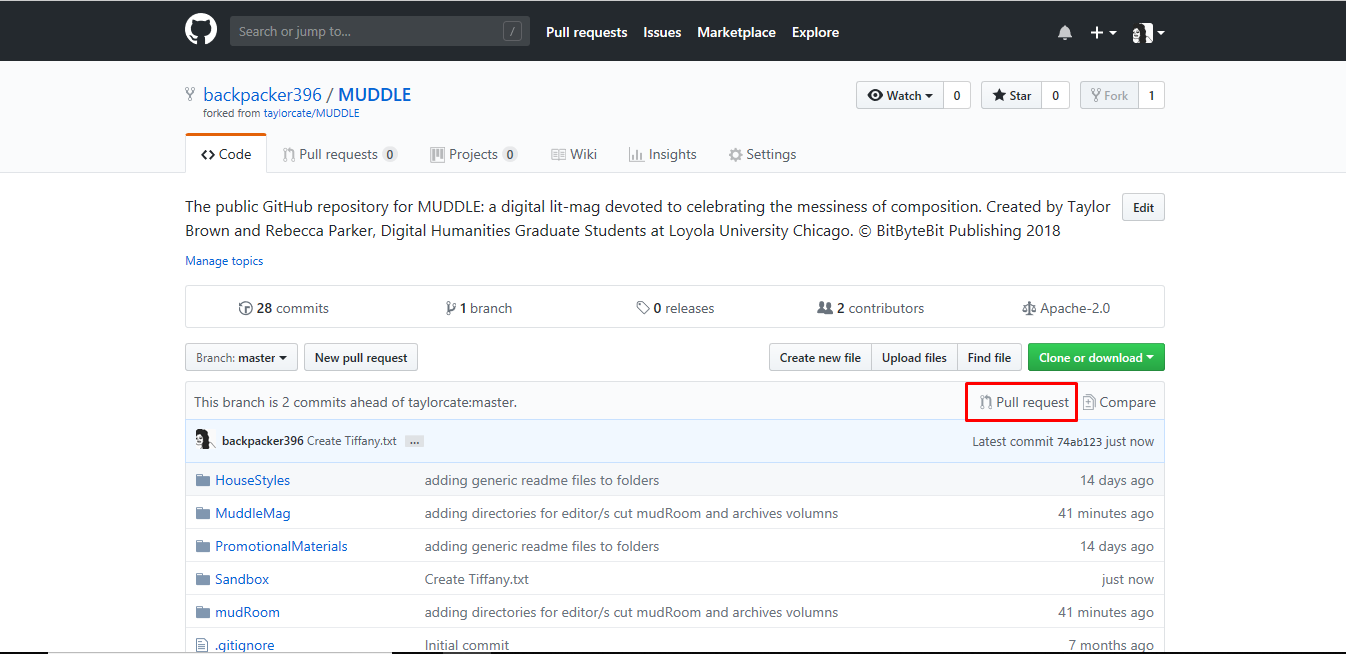 Search or jump to... / Pull requests Issues Marketplace Explore
backpacker396 / MUDDLE Watch 0 Star 0 Fork 1
forked from taylorcate/MUDDLE
Code Pull requests 0 Projects 0 Wiki Insights Settings
The public GitHub repository for MUDDLE: a digital lit-mag devoted to celebrating the messiness of composition. Created by Taylor Edit
Brown and Rebecca Parker, Digital Humanities Graduate Students at Loyola University Chicago. © BitByteBit Publishing 2018
Manage topics
28 commits 1 branch 0 releases 2 contributors Apache-2.0
Branch: master New pull request Create new file Upload files Find file Clone or download
This branch is 2 commits ahead of taylorcate:master. Pull request Compare
backpacker396 Create Tiffany.txt ... Latest commit 74ab123 just now
HouseStyles adding generic readme files to folders 14 days ago
MuddleMag adding directories for editor/s cut mudRoom and archives volumns 41 minutes ago
PromotionalMaterials adding generic readme files to folders 14 days ago
Sandbox Create Tiffany.txt just now
mudRoom adding directories for editor/s cut mudRoom and archives volumns 41 minutes ago
.gitignore Initial commit 7 months ago